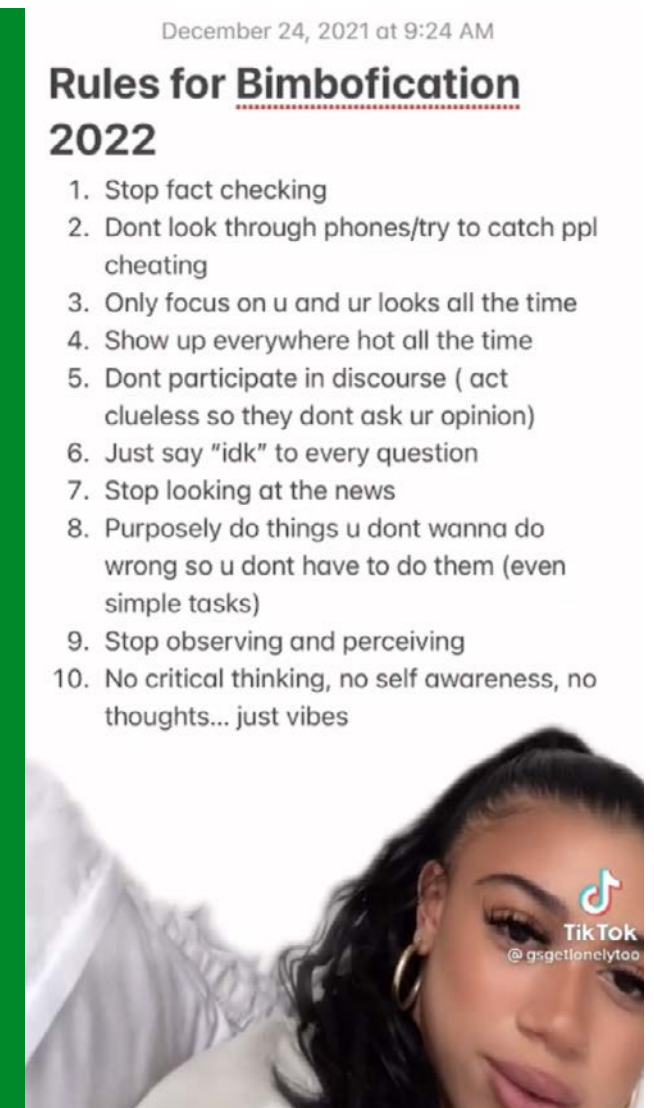 December 24, 2021 at 9:24 AM
Rules for Bimbofication
2022
1. Stop fact checking
2. Dont look through phones/try to catch ppl
cheating
3. Only focus on u and ur looks all the time
4. Show up everywhere hot all the time
5. Dont participate in discourse ( act
clueless so they dont ask ur opinion)
6. Just say "idk" to every question
7. Stop looking at the news
8. Purposely do things u dont wanna do
wrong so u dont have to do them (even
simple tasks)
9. Stop observing and perceiving
10. No critical thinking, no self awareness, no
thoughts... just vibes
TikTok
@gsgetlonelytoo